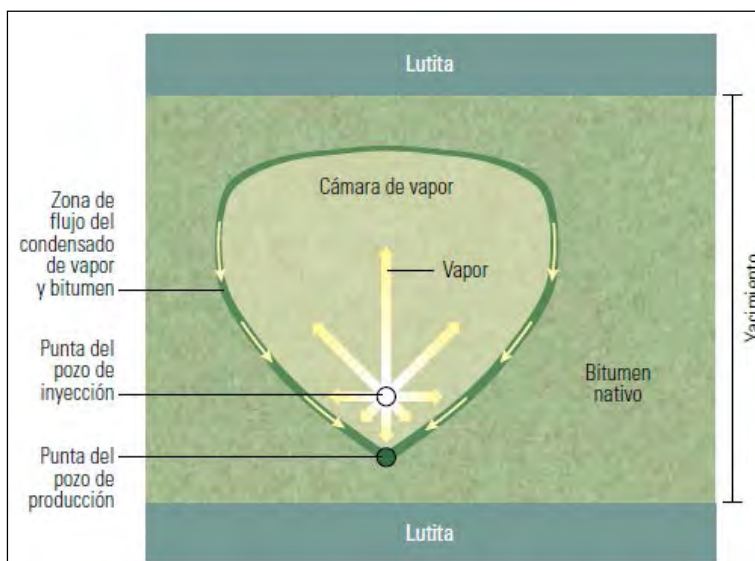 Lutita
Cámara de vapor
Zona de
flujo del
condensado
de vapor
y bitumen
Vapor
Punta del
pozo de
inyección
Bitumen
nativo
Punta del
pozo de
producción
Yacimiento
Lutita